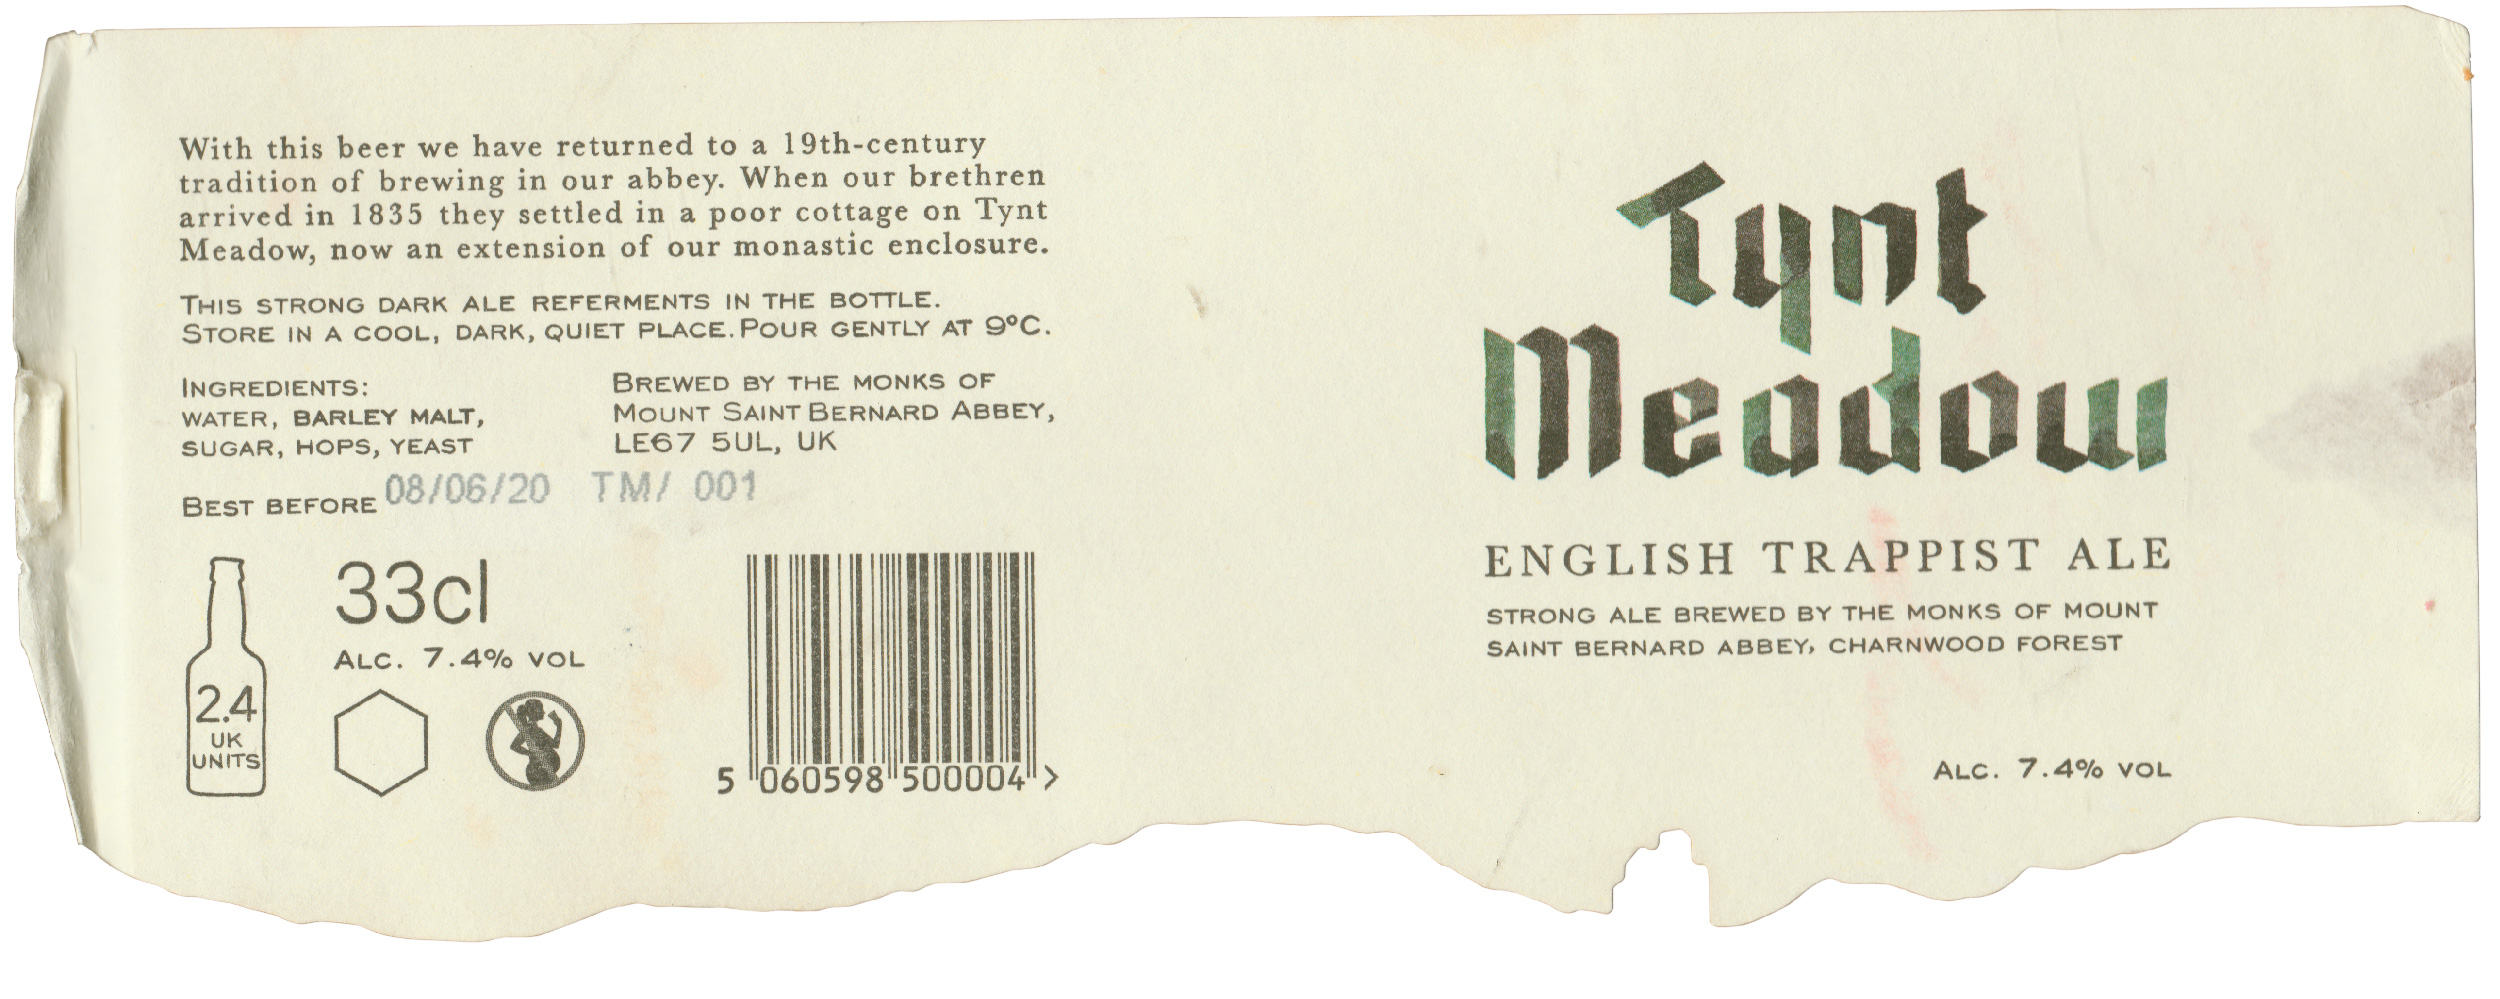 With this beer we have returned to a 19th-century
tradition of brewing in our abbey. When our brethren
arrived in 1835 they settled in a poor cottage on Tynt
Meadow, now an extension of our monastic enclosure.
THIS STRONG DARK ALE REFERMENTS IN THE BOTTLE.
STORE IN A COOL, DARK, QUIET PLACE. POUR GENTLY AT 9°C.
INGREDIENTS:
WATER, BARLEY MALT,
SUGAR, HOPS, YEAST
BREWED BY THE MONKS OF
MOUNT SAINT BERNARD ABBEY,
LE67 5UL, UK
BEST BEFORE 08/06/20 TM/ 001
33cl
ALC. 7.4% VOL
2.4
UK
UNITS
5 060598 500004 >
Tynt
Meadow
ENGLISH TRAPPIST ALE
STRONG ALE BREWED BY THE MONKS OF MOUNT
SAINT BERNARD ABBEY, CHARNWOOD FOREST
ALC. 7.4% VOL